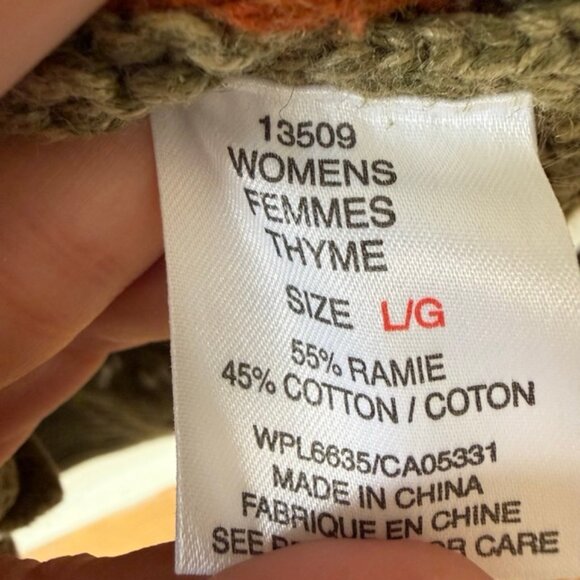 13509
WOMENS
FEMMES
THYME
SIZE L/G
55% RAMIE
45% COTTON / COTON
WPL6635/CA05331
MADE IN CHINA
FABRIQUE EN CHINE
SEE CARE